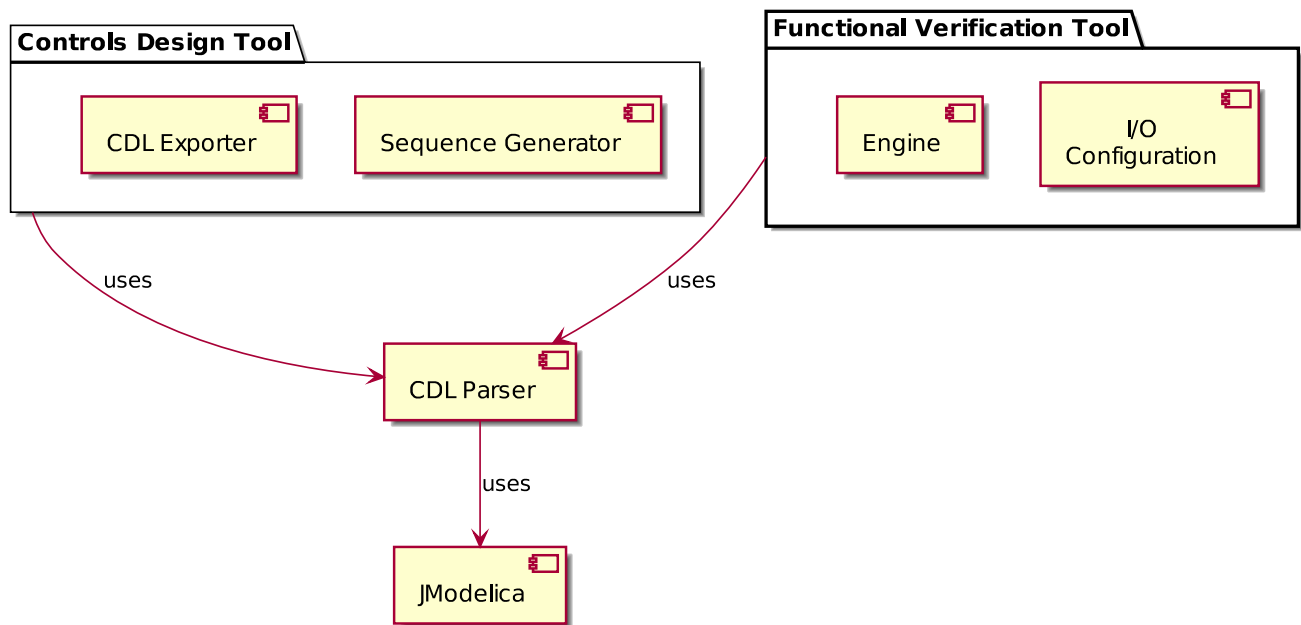 Controls Design Tool
Functional Verification Tool
CDL Exporter
Sequence Generator
Engine
I/O
Configuration
uses
uses
CDL Parser
uses
JModelica